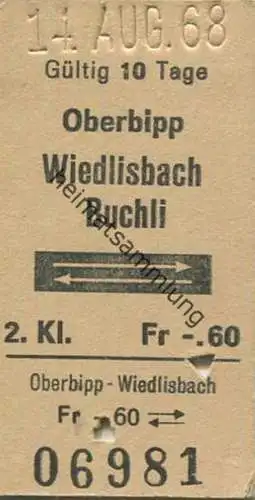 14 AUG. 68
Gültig 10 Tage
Oberbipp
Wiedlisbach
Buchli
heimatsammlung
2. Kl. Fr -.60
Oberbipp - Wiedlisbach
Fr -.60 ⇄
06981